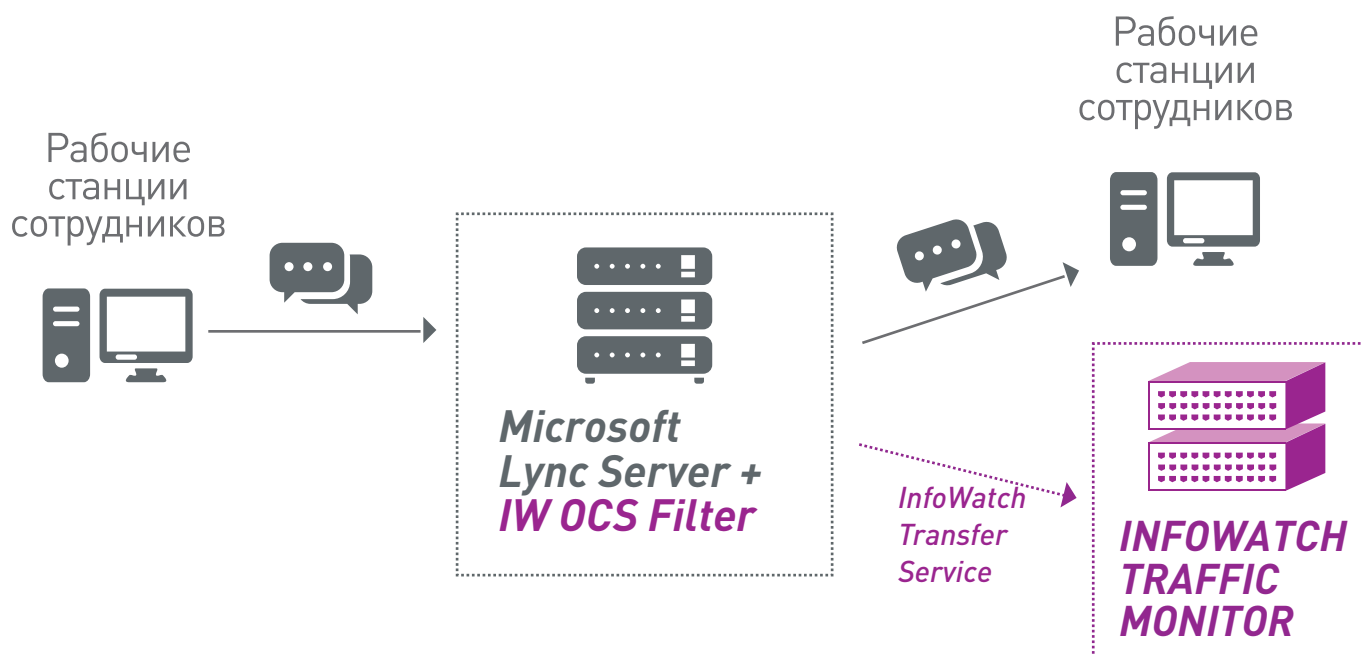 Рабочие
станции
сотрудников
Рабочие
станции
сотрудников
Microsoft
Lync Server +
IW OCS Filter
InfoWatch
Transfer
Service
INFOWATCH
TRAFFIC
MONITOR